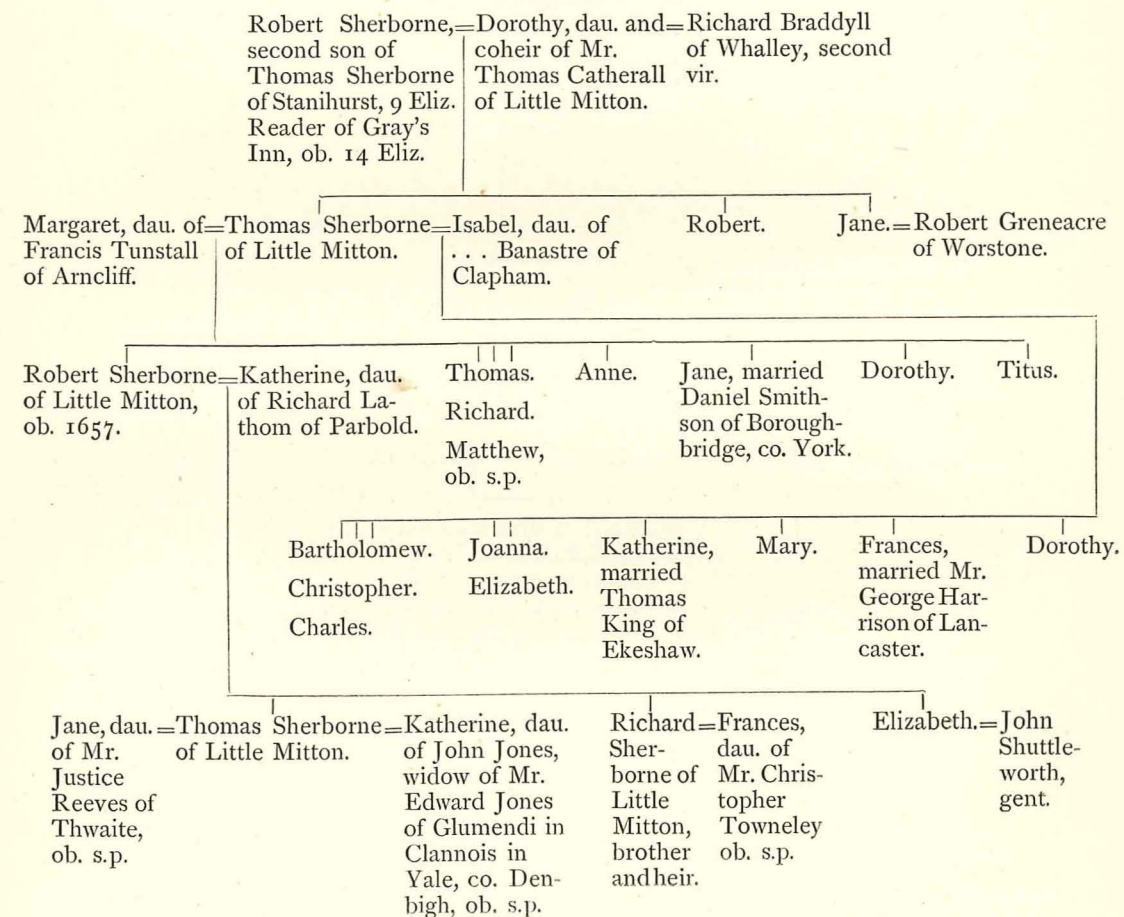 Robert Sherborne,=Dorothy, dau. and=Richard Braddyll
second son of coheir of Mr. of Whalley, second
Thomas Sherborne Thomas Catherall vir.
of Stanihurst, 9 Eliz. of Little Mitton.
Reader of Gray's
Inn, ob. 14 Eliz.
Margaret, dau. of=Thomas Sherborne=Isabel, dau. of Robert. Jane.=Robert Greneacre
Francis Tunstall of Little Mitton. . . . Banastre of of Worstone.
of Arncliff. Clapham.
Robert Sherborne=Katherine, dau. Thomas. Anne. Jane, married Dorothy. Titus.
of Little Mitton, of Richard La- Daniel Smith-
ob. 1657. thom of Parbold. Richard. son of Borough-
Matthew, bridge, co. York.
ob. s.p.
Bartholomew. Joanna. Katherine, Mary. Frances, Dorothy.
married married Mr.
Christopher. Elizabeth. Thomas George Har-
Charles. King of rison of Lan-
Ekeshaw. caster.
Jane, dau.=Thomas Sherborne=Katherine, dau. Richard=Frances, Elizabeth.=John
of Mr. of Little Mitton. of John Jones, Sher- dau. of Shuttle-
Justice widow of Mr. borne of Mr. Chris- worth,
Reeves of Edward Jones Little topher gent.
Thwaite, of Glumendi in Mitton, Towneley
ob. s.p. Clannois in brother ob. s.p.
Yale, co. Den- and heir.
bigh, ob. s.p.